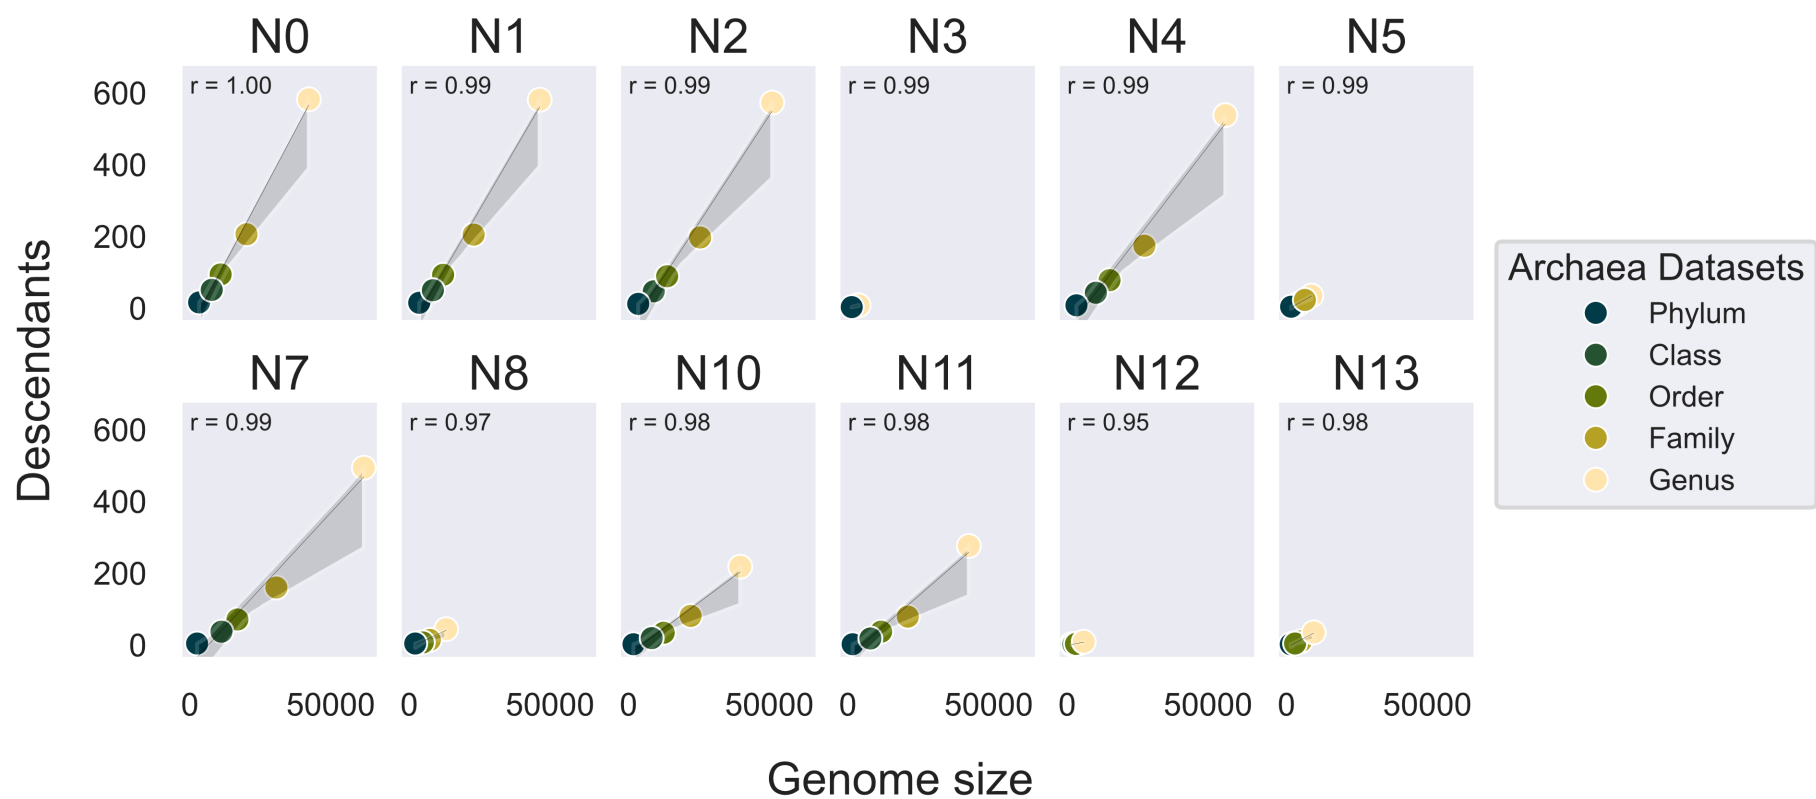 N0 N1 N2 N3 N4 N5
r = 1.00 r = 0.99 r = 0.99 r = 0.99 r = 0.99 r = 0.99
600
400
200
0
N7 N8 N10 N11 N12 N13
r = 0.99 r = 0.97 r = 0.98 r = 0.98 r = 0.95 r = 0.98
600
400
200
0
0 50000 0 50000 0 50000 0 50000 0 50000 0 50000
Genome size
Descendants
Archaea Datasets
Phylum
Class
Order
Family
Genus